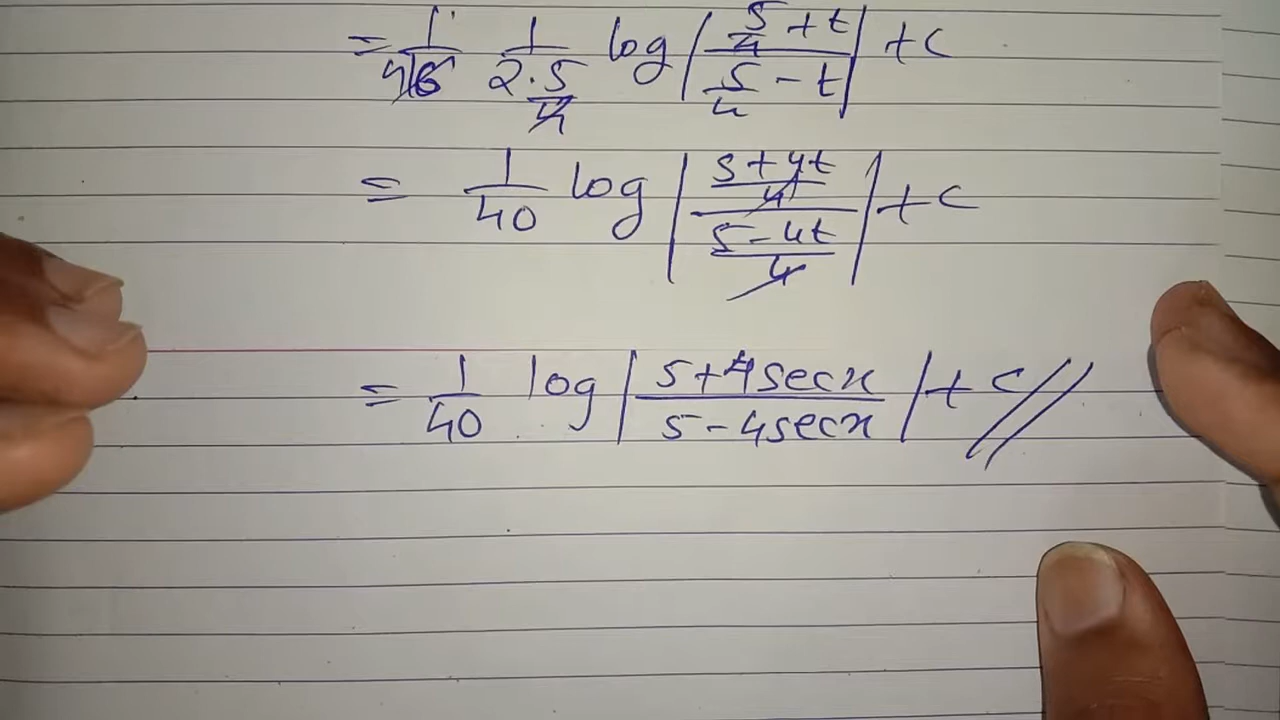 = 1/16 1/(2·5/4) log |(5/4 + t)/(5/4 - t)| + c
= 1/40 log |((5+4t)/4)/((5-4t)/4)| + c
= 1/40 log |(5+4secx)/(5-4secx)| + c //